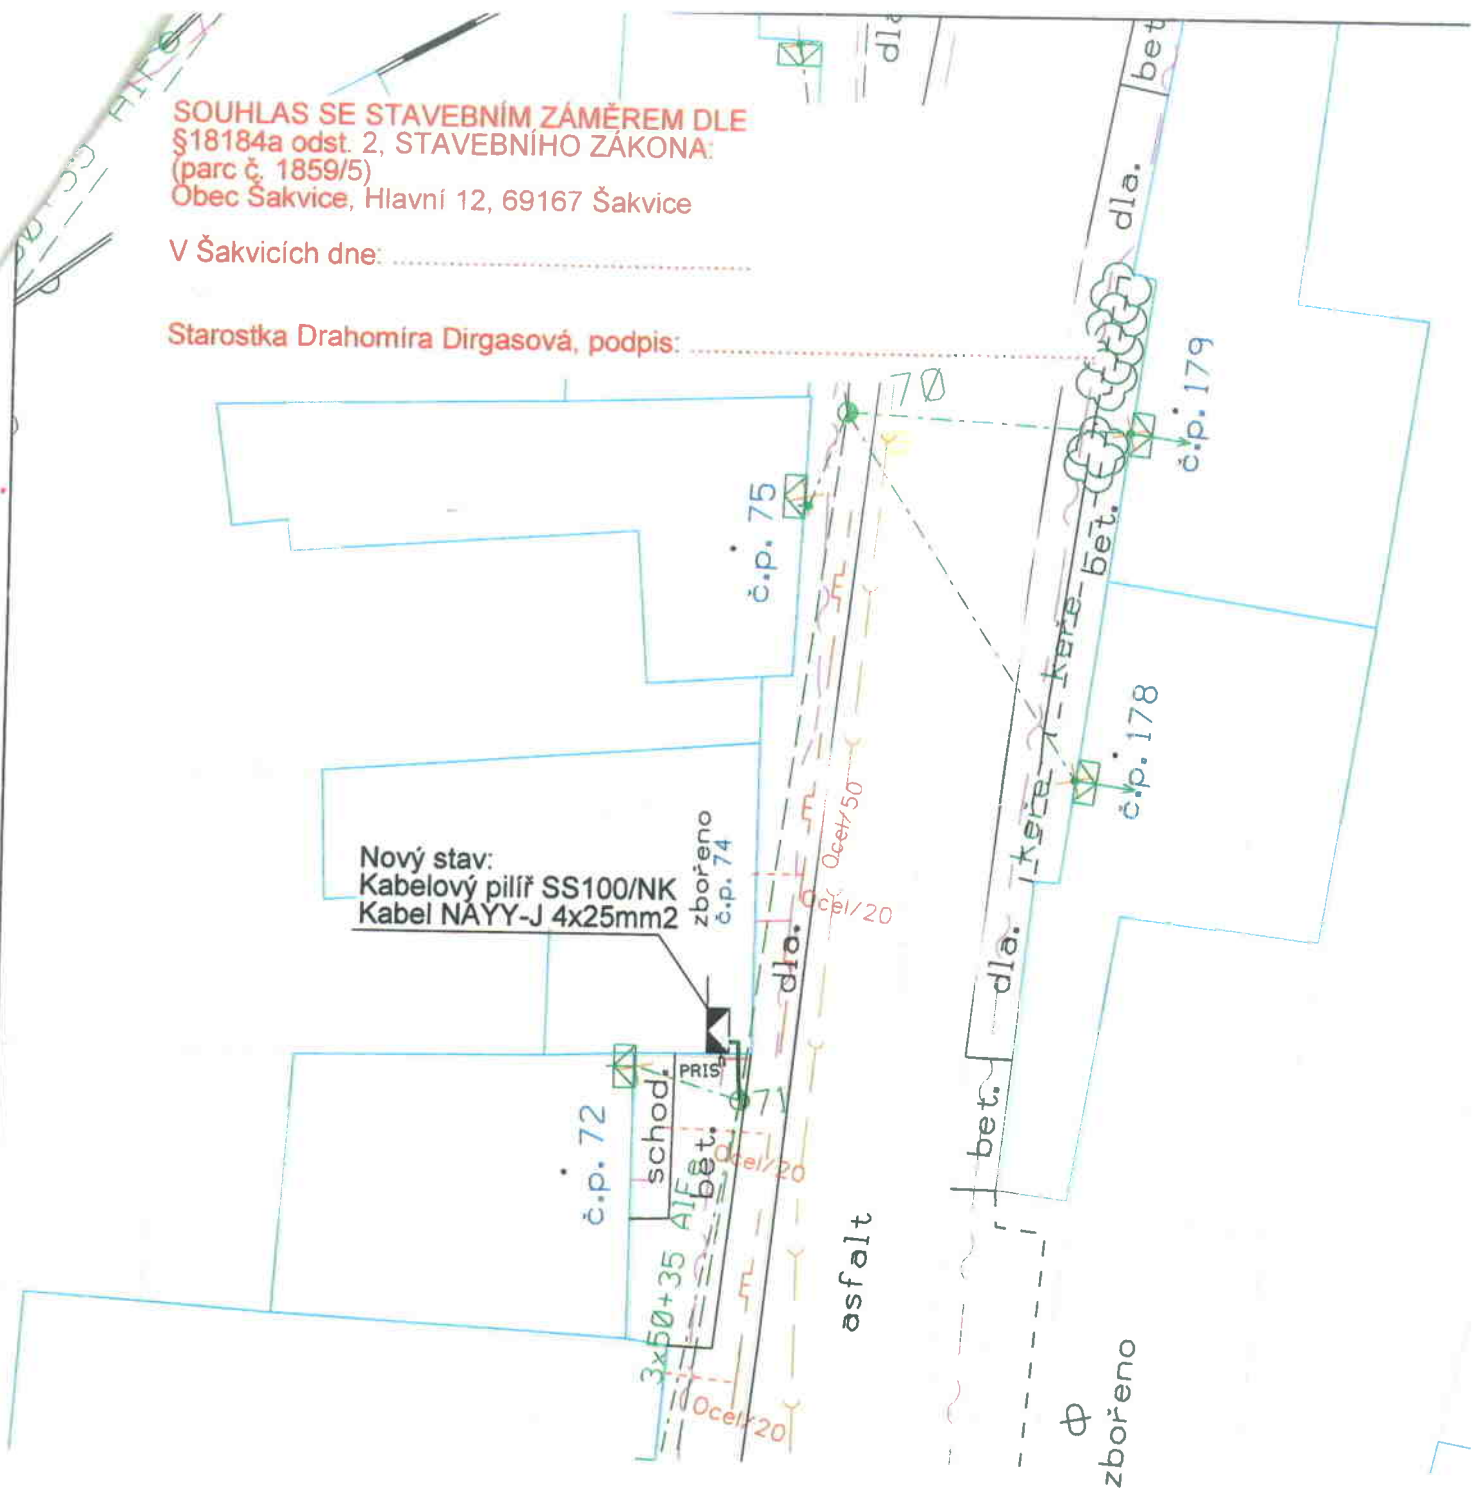 SOUHLAS SE STAVEBNÍM ZÁMĚREM DLE
§18184a odst. 2, STAVEBNÍHO ZÁKONA:
(parc č. 1859/5)
Obec Šakvice, Hlavní 12, 69167 Šakvice
V Šakvicích dne: ..........
Starostka Drahomíra Dirgasová, podpis: ..........
dla.
bet.
dla.
70
č.p. 179
č.p. 75
bet.
keře
keře
č.p. 178
Ocel/50
zbořeno
č.p. 74
Nový stav:
Kabelový pilíř SS100/NK
Kabel NAYY-J 4x25mm2
Ocel/20
dla.
dla.
PRIS
71
schod.
č.p. 72
bet.
bet.
Ocel/20
3x50+35 AlFe
asfalt
Ocel/20
zbořeno